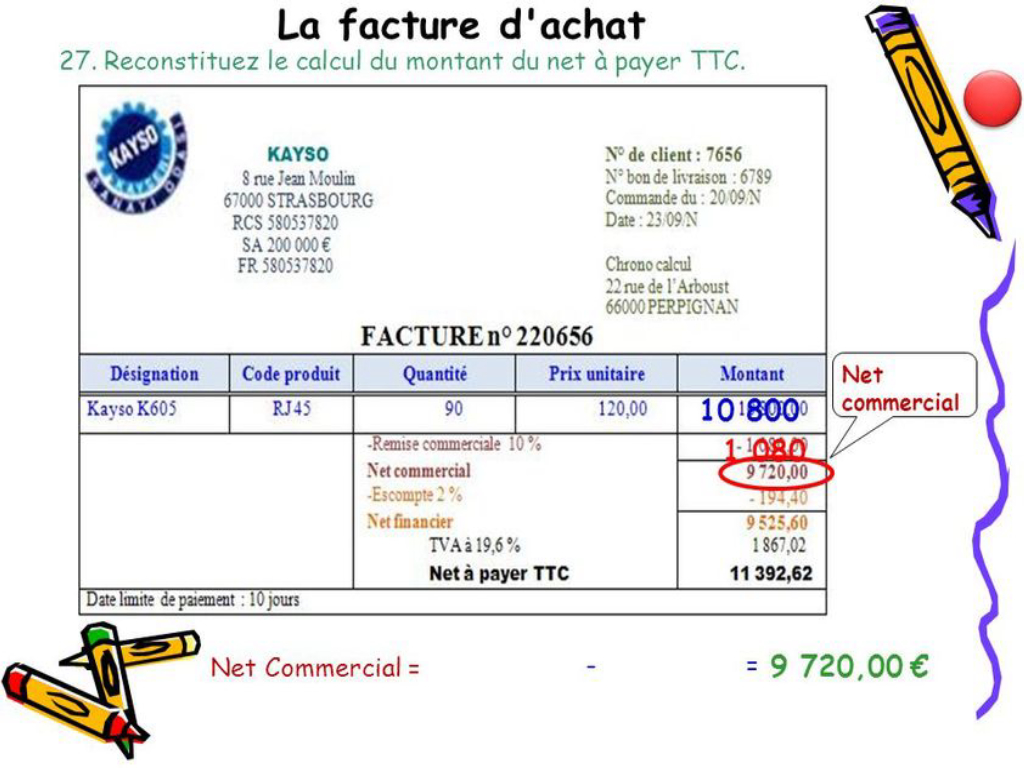 La facture d'achat
27. Reconstituez le calcul du montant du net à payer TTC.
KAYSO
KAYSERI
SANAYI ODASI
KAYSO
8 rue Jean Moulin
67000 STRASBOURG
RCS 580537820
SA 200 000 €
FR 580537820
N° de client : 7656
N° bon de livraison : 6789
Commande du : 20/09/N
Date : 23/09/N
Chrono calcul
22 rue de l'Arboust
66000 PERPIGNAN
FACTURE n° 220656
Désignation Code produit Quantité Prix unitaire Montant
Kayso K605 RJ45 90 120,00 10 800
-Remise commerciale 10 % 1 080
Net commercial 9 720,00
-Escompte 2 % - 194,40
Net financier 9 525,60
TVA à 19,6 % 1 867,02
Net à payer TTC 11 392,62
Date limite de paiement : 10 jours
Net
commercial
Net Commercial = - = 9 720,00 €